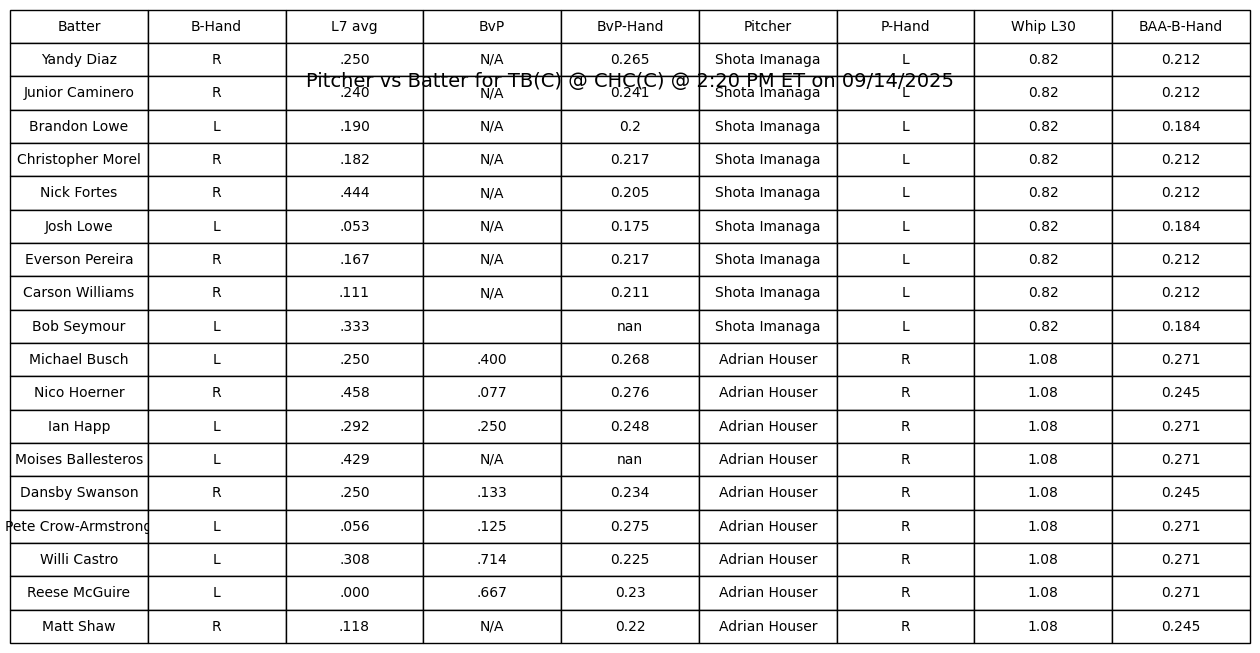 Batter B-Hand L7 avg BvP BvP-Hand Pitcher P-Hand Whip L30 BAA-B-Hand
Yandy Diaz R .250 N/A 0.265 Shota Imanaga L 0.82 0.212
Pitcher vs Batter for TB(C) @ CHC(C) @ 2:20 PM ET on 09/14/2025
Junior Caminero R .240 N/A 0.241 Shota Imanaga L 0.82 0.212
Brandon Lowe L .190 N/A 0.2 Shota Imanaga L 0.82 0.184
Christopher Morel R .182 N/A 0.217 Shota Imanaga L 0.82 0.212
Nick Fortes R .444 N/A 0.205 Shota Imanaga L 0.82 0.212
Josh Lowe L .053 N/A 0.175 Shota Imanaga L 0.82 0.184
Everson Pereira R .167 N/A 0.217 Shota Imanaga L 0.82 0.212
Carson Williams R .111 N/A 0.211 Shota Imanaga L 0.82 0.212
Bob Seymour L .333 nan Shota Imanaga L 0.82 0.184
Michael Busch L .250 .400 0.268 Adrian Houser R 1.08 0.271
Nico Hoerner R .458 .077 0.276 Adrian Houser R 1.08 0.245
Ian Happ L .292 .250 0.248 Adrian Houser R 1.08 0.271
Moises Ballesteros L .429 N/A nan Adrian Houser R 1.08 0.271
Dansby Swanson R .250 .133 0.234 Adrian Houser R 1.08 0.245
Pete Crow-Armstrong L .056 .125 0.275 Adrian Houser R 1.08 0.271
Willi Castro L .308 .714 0.225 Adrian Houser R 1.08 0.271
Reese McGuire L .000 .667 0.23 Adrian Houser R 1.08 0.271
Matt Shaw R .118 N/A 0.22 Adrian Houser R 1.08 0.245